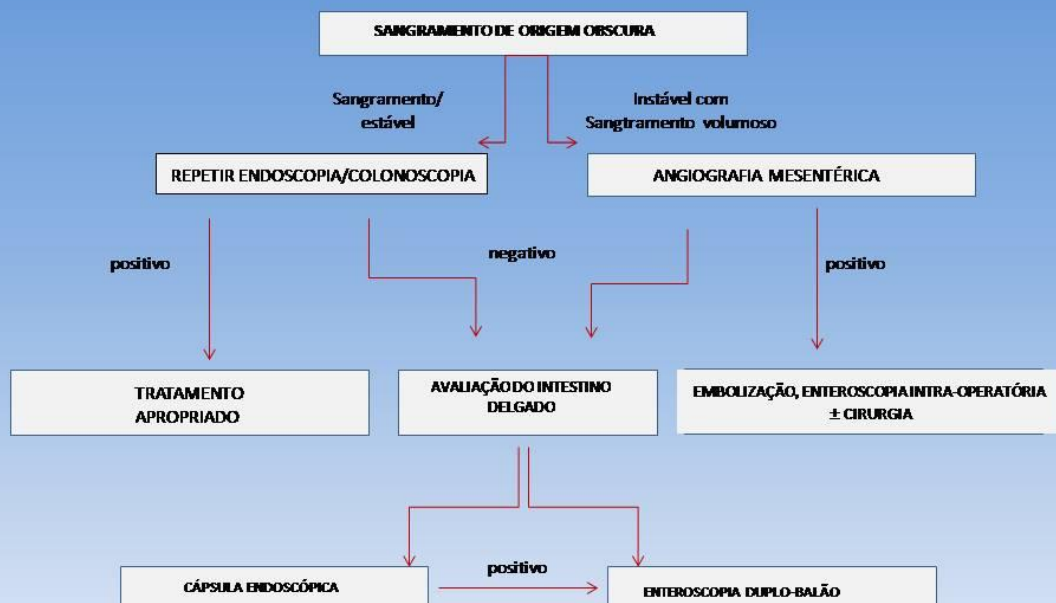 SANGRAMENTO DE ORIGEM OBSCURA
Sangramento/
estável
Instável com
Sangtramento volumoso
REPETIR ENDOSCOPIA/COLONOSCOPIA
ANGIOGRAFIA MESENTÉRICA
positivo
negativo
positivo
TRATAMENTO
APROPRIADO
AVALIAÇÃO DO INTESTINO
DELGADO
EMBOLIZAÇÃO, ENTEROSCOPIA INTRA-OPERATÓRIA
± CIRURGIA
positivo
CÁPSULA ENDOSCÓPICA
ENTEROSCOPIA DUPLO-BALÃO